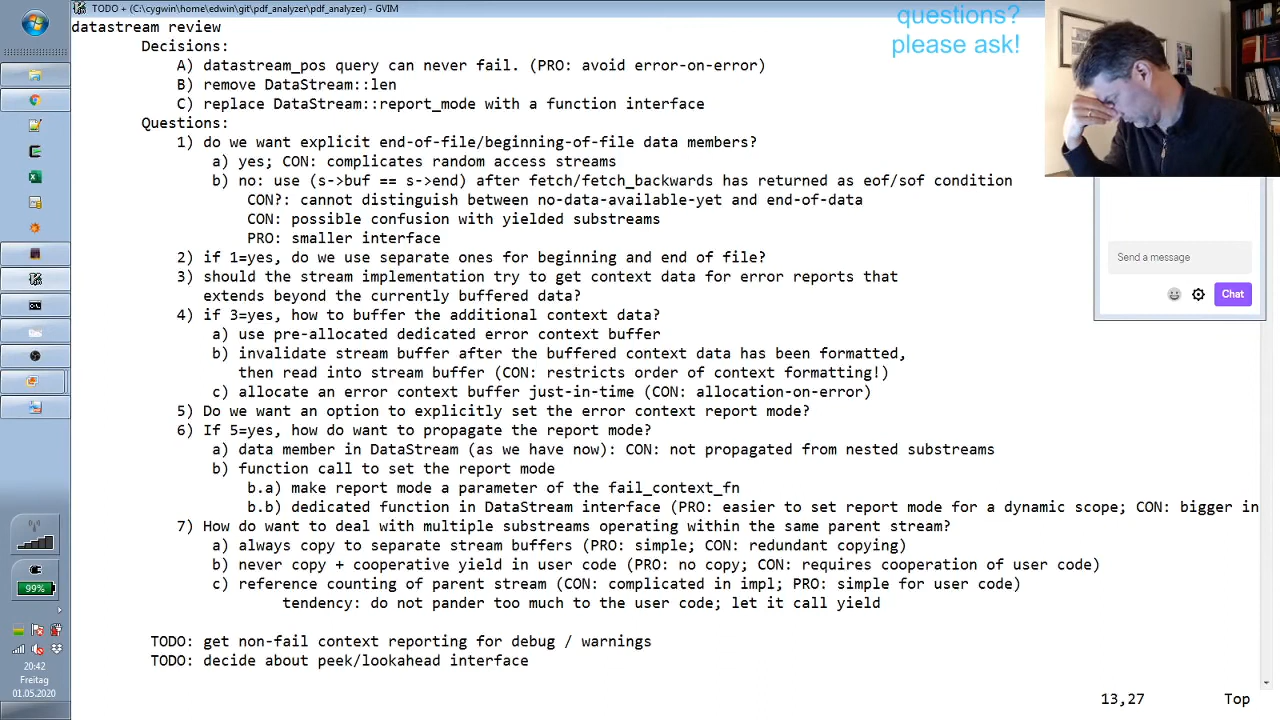 TODO + (C:\cygwin\home\edwin\git\pdf_analyzer\pdf_analyzer) - GVIM
questions?
please ask!
datastream review
Decisions:
A) datastream_pos query can never fail. (PRO: avoid error-on-error)
B) remove DataStream::len
C) replace DataStream::report_mode with a function interface
Questions:
1) do we want explicit end-of-file/beginning-of-file data members?
a) yes; CON: complicates random access streams
b) no: use (s->buf == s->end) after fetch/fetch_backwards has returned as eof/sof condition
CON?: cannot distinguish between no-data-available-yet and end-of-data
CON: possible confusion with yielded substreams
PRO: smaller interface
2) if 1=yes, do we use separate ones for beginning and end of file?
3) should the stream implementation try to get context data for error reports that
extends beyond the currently buffered data?
4) if 3=yes, how to buffer the additional context data?
a) use pre-allocated dedicated error context buffer
b) invalidate stream buffer after the buffered context data has been formatted,
then read into stream buffer (CON: restricts order of context formatting!)
c) allocate an error context buffer just-in-time (CON: allocation-on-error)
5) Do we want an option to explicitly set the error context report mode?
6) If 5=yes, how do want to propagate the report mode?
a) data member in DataStream (as we have now): CON: not propagated from nested substreams
b) function call to set the report mode
b.a) make report mode a parameter of the fail_context_fn
b.b) dedicated function in DataStream interface (PRO: easier to set report mode for a dynamic scope; CON: bigger in
7) How do want to deal with multiple substreams operating within the same parent stream?
a) always copy to separate stream buffers (PRO: simple; CON: redundant copying)
b) never copy + cooperative yield in user code (PRO: no copy; CON: requires cooperation of user code)
c) reference counting of parent stream (CON: complicated in impl; PRO: simple for user code)
tendency: do not pander too much to the user code; let it call yield
TODO: get non-fail context reporting for debug / warnings
TODO: decide about peek/lookahead interface
13,27 Top
Send a message
Chat
99%
20:42
Freitag
01.05.2020